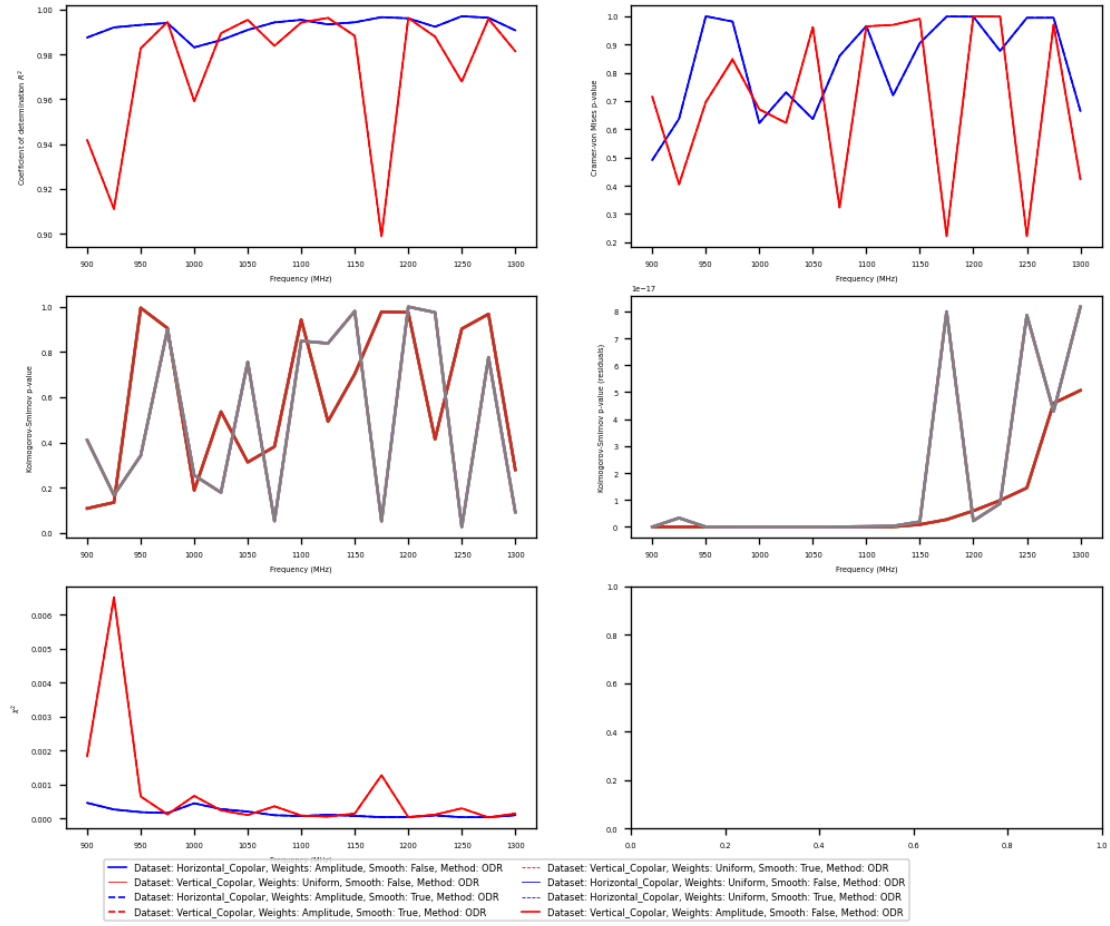 1.00
0.98
0.96
0.94
0.92
0.90
Coefficient of determination R²
900 950 1000 1050 1100 1150 1200 1250 1300
Frequency (MHz)
1.0
0.9
0.8
0.7
0.6
0.5
0.4
0.3
0.2
Cramer-von Mises p-value
900 950 1000 1050 1100 1150 1200 1250 1300
Frequency (MHz)
1.0
0.8
0.6
0.4
0.2
0.0
Kolmogorov-Smirnov p-value
900 950 1000 1050 1100 1150 1200 1250 1300
Frequency (MHz)
1e-17
8
7
6
5
4
3
2
1
0
Kolmogorov-Smirnov p-value (residuals)
900 950 1000 1050 1100 1150 1200 1250 1300
Frequency (MHz)
0.006
0.005
0.004
0.003
0.002
0.001
0.000
χ²
900 950 1000 1050 1100 1150 1200 1250 1300
Frequency (MHz)
1.0
0.8
0.6
0.4
0.2
0.0
0.0 0.2 0.4 0.6 0.8 1.0
Dataset: Horizontal_Copolar, Weights: Amplitude, Smooth: False, Method: ODR
Dataset: Vertical_Copolar, Weights: Uniform, Smooth: False, Method: ODR
Dataset: Horizontal_Copolar, Weights: Amplitude, Smooth: True, Method: ODR
Dataset: Vertical_Copolar, Weights: Amplitude, Smooth: True, Method: ODR
Dataset: Vertical_Copolar, Weights: Uniform, Smooth: True, Method: ODR
Dataset: Horizontal_Copolar, Weights: Uniform, Smooth: False, Method: ODR
Dataset: Horizontal_Copolar, Weights: Uniform, Smooth: True, Method: ODR
Dataset: Vertical_Copolar, Weights: Amplitude, Smooth: False, Method: ODR